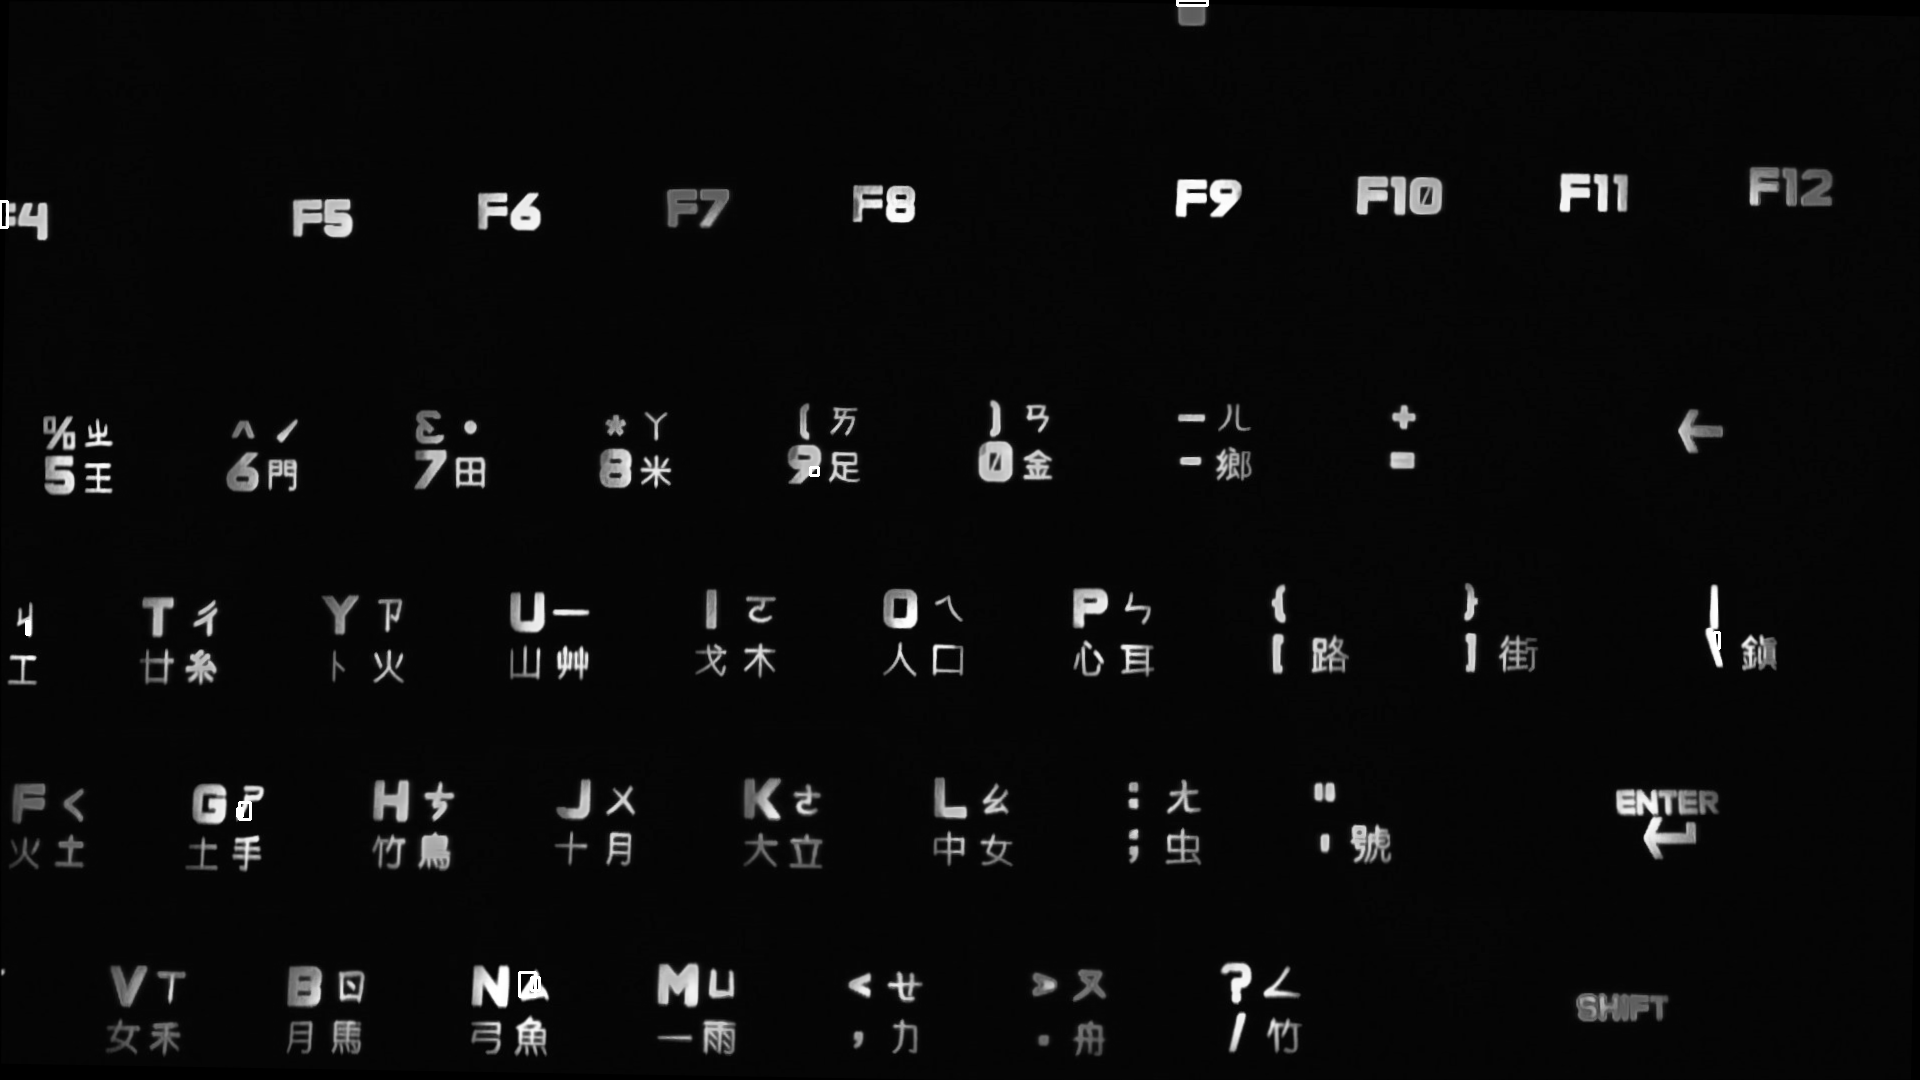 F5 F6 F7 F8 F9 F10 F11 F12
% ㄓ ^ ˊ & ˙ * ㄚ ( ㄞ ) ㄢ — ㄦ + ←
5 王 6 門 7 田 8 米 9 足 0 金 - 鄉 =
ㄐ T ㄔ Y ㄗ U ㄧ I ㄛ O ㄟ P ㄣ { } |
工 廿 糸 卜 火 山 艸 戈 木 人 口 心 耳 [ 路 ] 街 \ 鎭
F ㄑ G ㄕ H ㄘ J ㄨ K ㄜ L ㄠ : ㄤ " ENTER
火 土 土 手 竹 鳥 十 月 大 立 中 女 ; 虫 ' 號
V ㄒ B ㄖ N ㄙ M ㄩ < ㄝ > ㄡ ? ㄥ SHIFT
女 禾 月 馬 弓 魚 一 雨 , 力 . 舟 / 竹